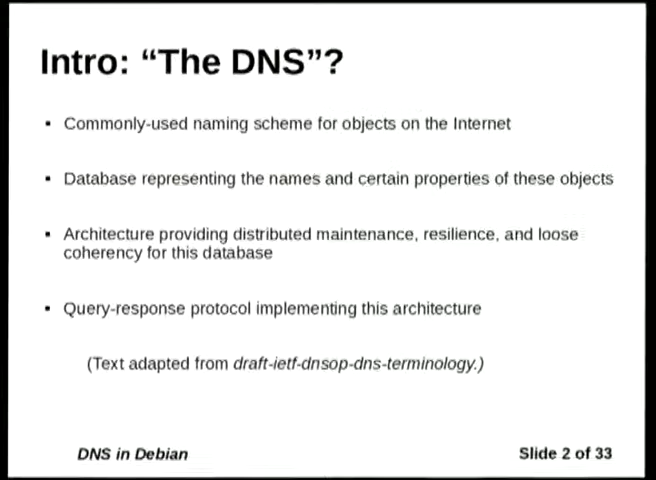 Intro: “The DNS”?
▪ Commonly-used naming scheme for objects on the Internet
▪ Database representing the names and certain properties of these objects
▪ Architecture providing distributed maintenance, resilience, and loose
coherency for this database
▪ Query-response protocol implementing this architecture
(Text adapted from draft-ietf-dnsop-dns-terminology.)
DNS in Debian
Slide 2 of 33